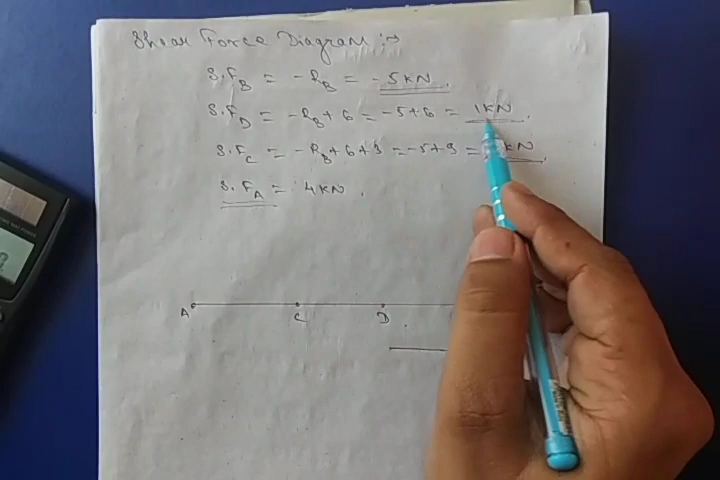 Shear Force Diagram :→
S.F_B = -R_B = -5KN.
S.F_D = -R_B + 6 = -5+6 = 1KN.
S.F_C = -R_B+6+3 = -5+9 = KN.
S.F_A = 4KN.
A C D